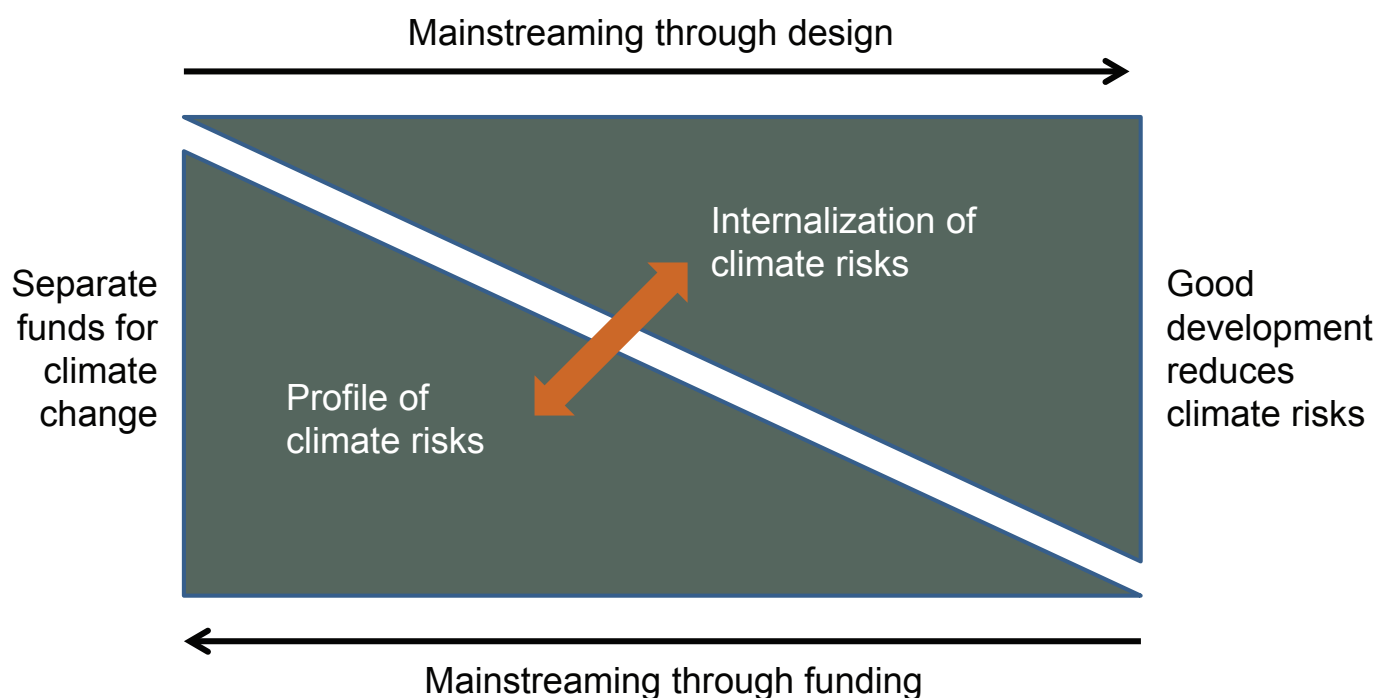 Mainstreaming through design
Internalization of
climate risks
Separate
funds for
climate
change
Good
development
reduces
climate risks
Profile of
climate risks
Mainstreaming through funding